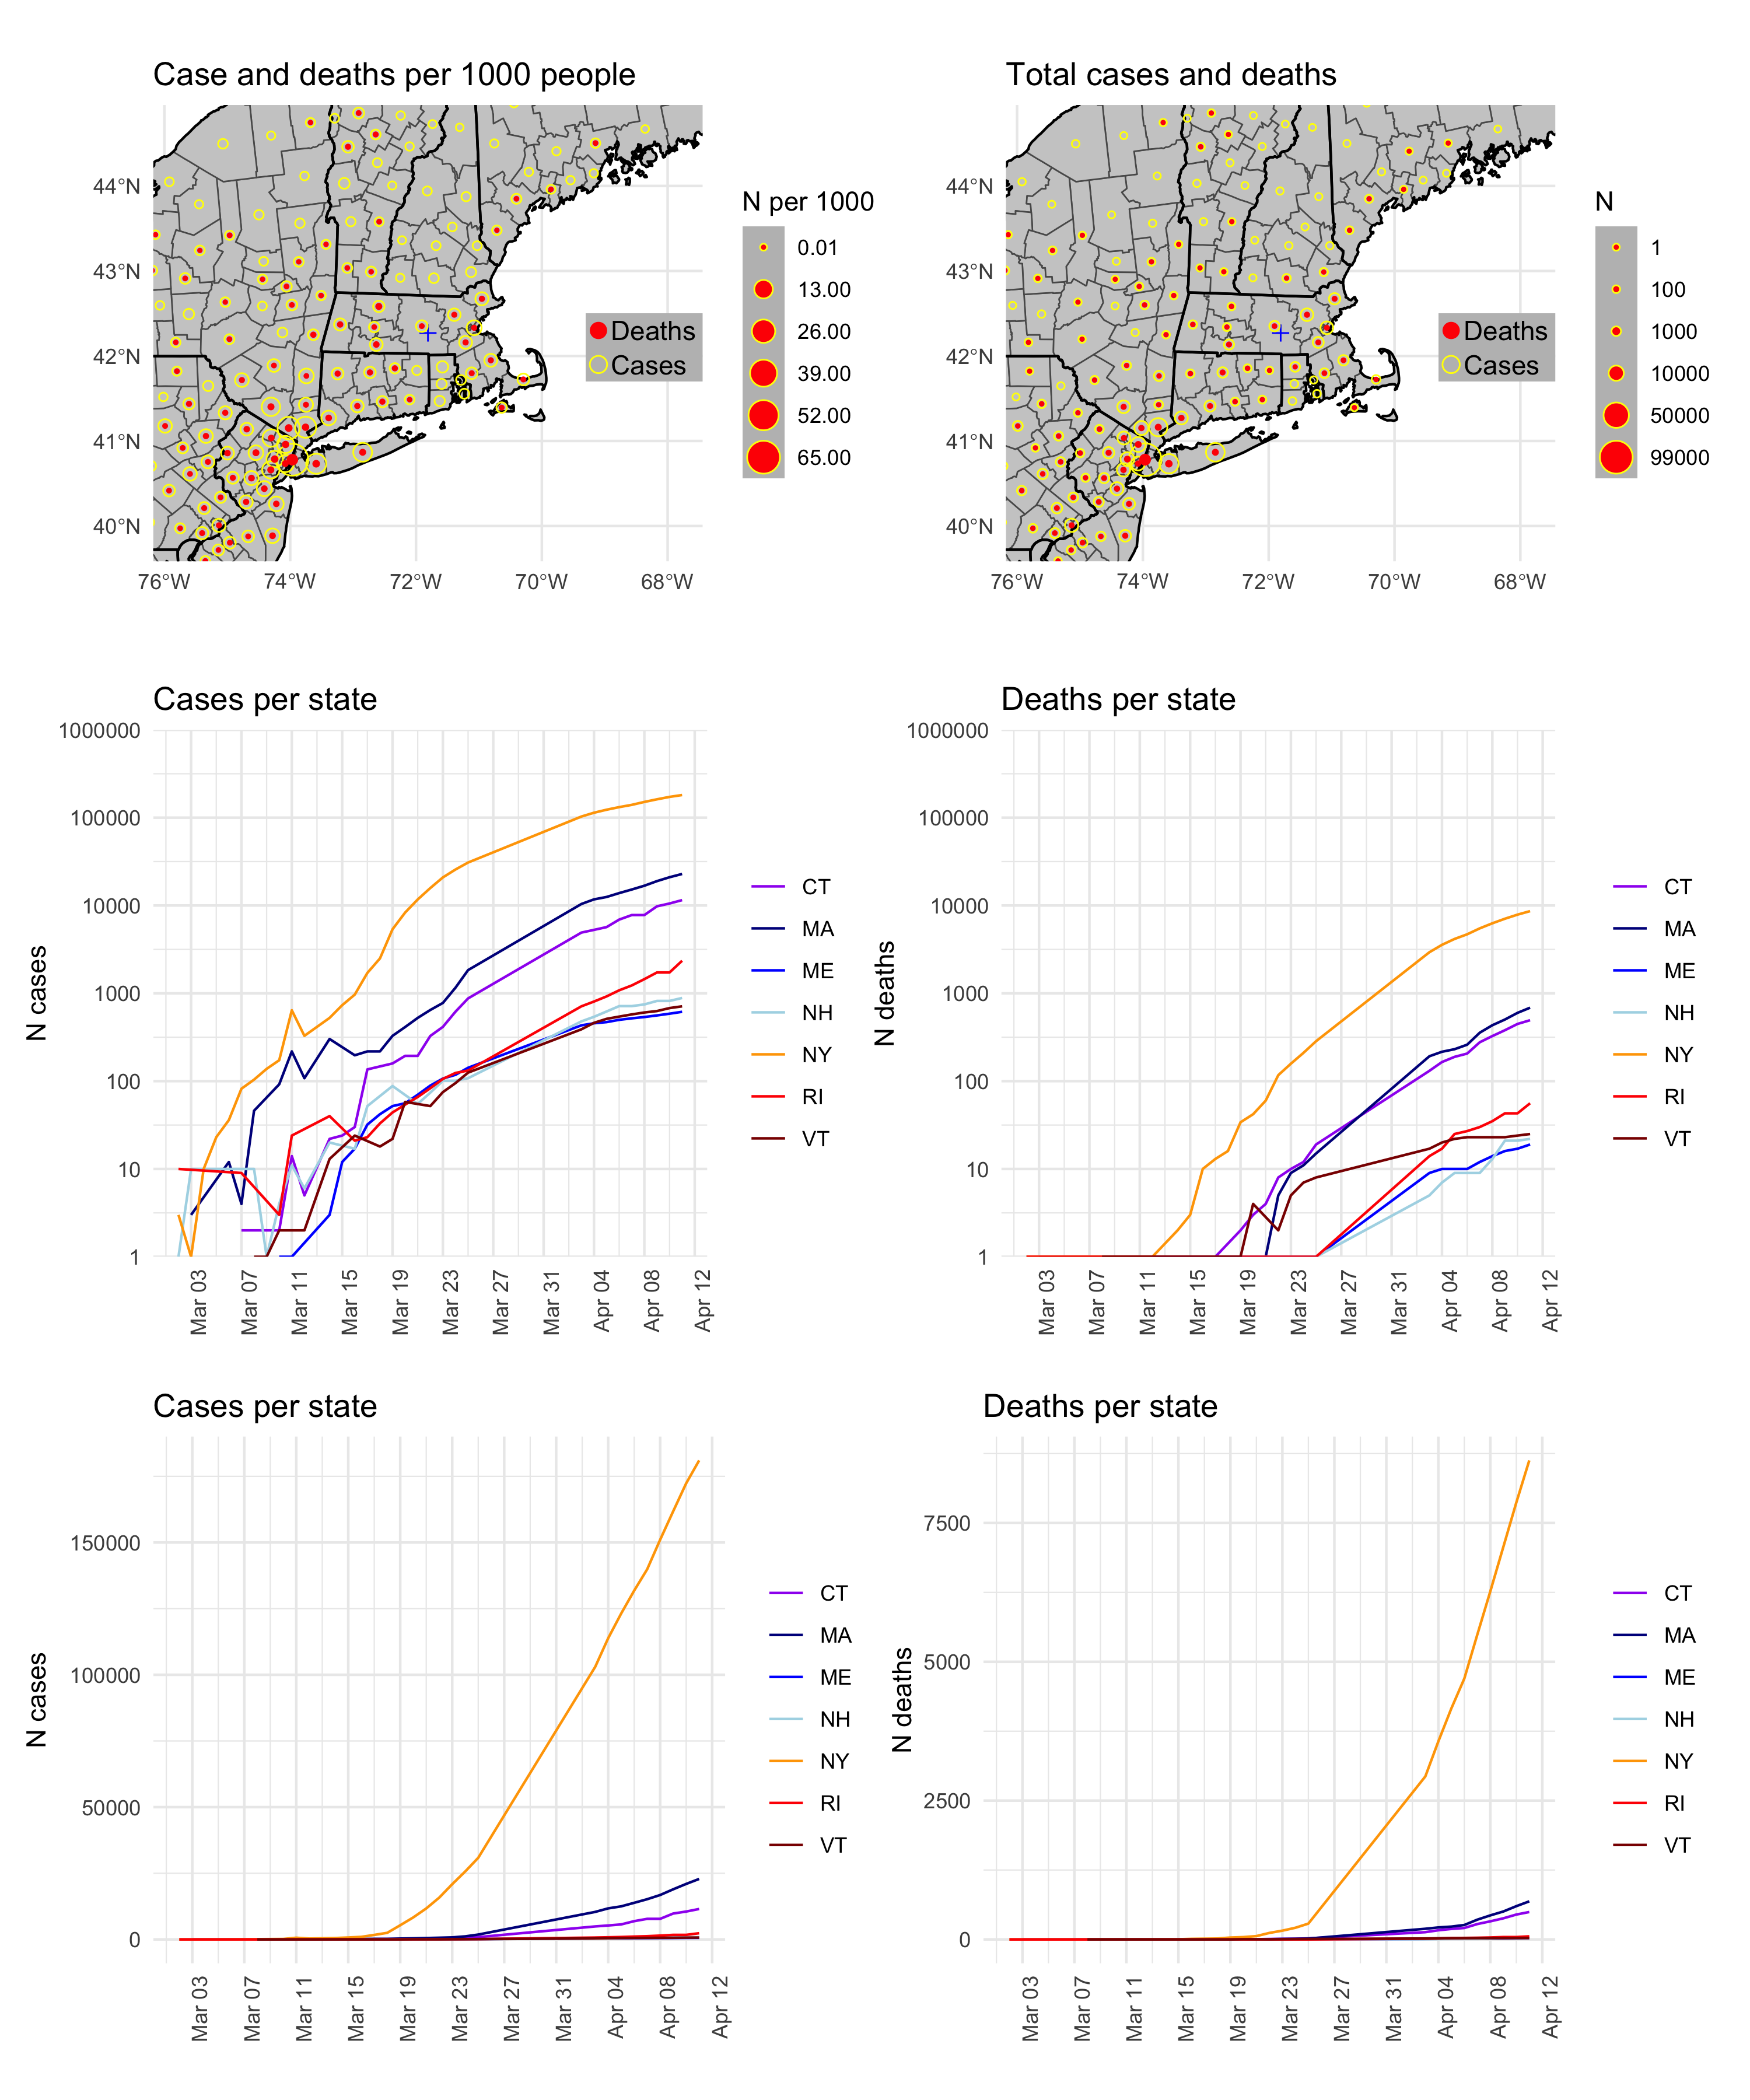 Case and deaths per 1000 people
44°N
43°N
42°N
41°N
40°N
76°W
74°W
72°W
70°W
68°W
Deaths
Cases
N per 1000
0.01
13.00
26.00
39.00
52.00
65.00
Total cases and deaths
44°N
43°N
42°N
41°N
40°N
76°W
74°W
72°W
70°W
68°W
Deaths
Cases
N
1
100
1000
10000
50000
99000
Cases per state
N cases
1000000
100000
10000
1000
100
10
1
Mar 03
Mar 07
Mar 11
Mar 15
Mar 19
Mar 23
Mar 27
Mar 31
Apr 04
Apr 08
Apr 12
CT
MA
ME
NH
NY
RI
VT
Deaths per state
N deaths
1000000
100000
10000
1000
100
10
1
Mar 03
Mar 07
Mar 11
Mar 15
Mar 19
Mar 23
Mar 27
Mar 31
Apr 04
Apr 08
Apr 12
CT
MA
ME
NH
NY
RI
VT
Cases per state
N cases
150000
100000
50000
0
Mar 03
Mar 07
Mar 11
Mar 15
Mar 19
Mar 23
Mar 27
Mar 31
Apr 04
Apr 08
Apr 12
CT
MA
ME
NH
NY
RI
VT
Deaths per state
N deaths
7500
5000
2500
0
Mar 03
Mar 07
Mar 11
Mar 15
Mar 19
Mar 23
Mar 27
Mar 31
Apr 04
Apr 08
Apr 12
CT
MA
ME
NH
NY
RI
VT